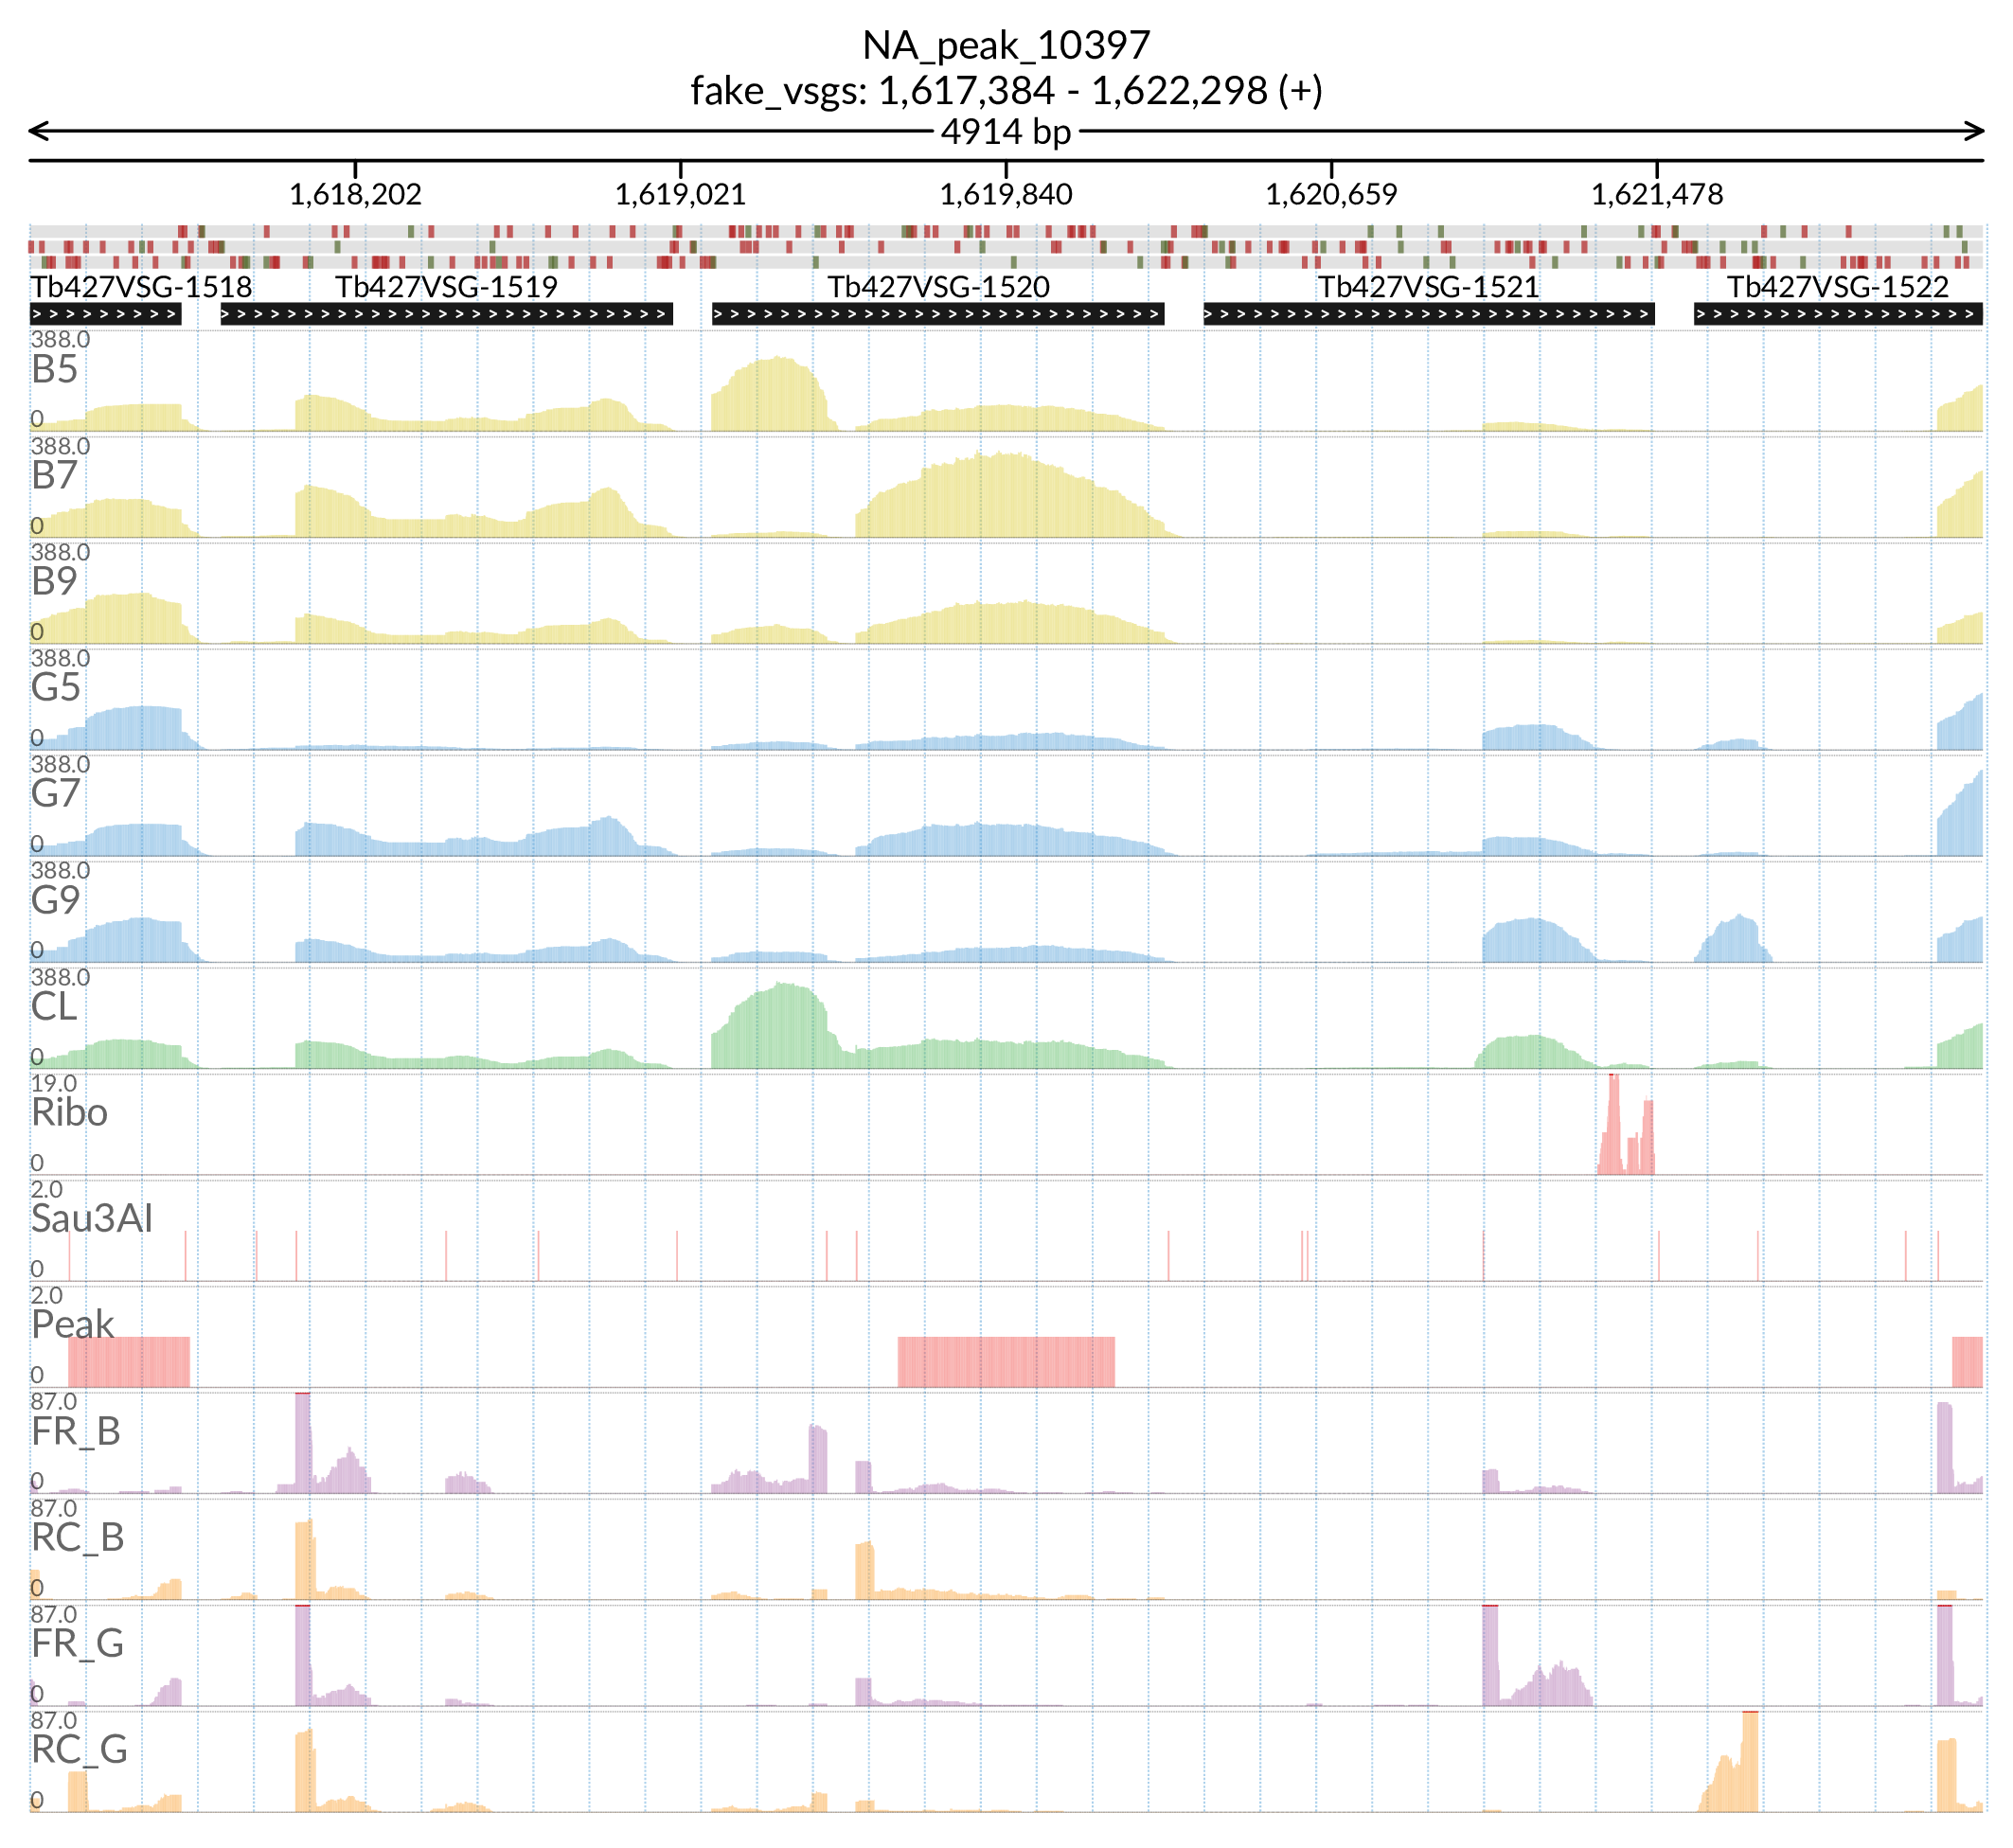 NA_peak_10397
fake_vsgs: 1,617,384 - 1,622,298 (+)
4914 bp
1,618,202 1,619,021 1,619,840 1,620,659 1,621,478
Tb427VSG-1518 Tb427VSG-1519 Tb427VSG-1520 Tb427VSG-1521 Tb427VSG-1522
388.0
B5
0
388.0
B7
0
388.0
B9
0
388.0
G5
0
388.0
G7
0
388.0
G9
0
388.0
CL
0
19.0
Ribo
0
2.0
Sau3AI
0
2.0
Peak
0
87.0
FR_B
0
87.0
RC_B
0
87.0
FR_G
0
87.0
RC_G
0